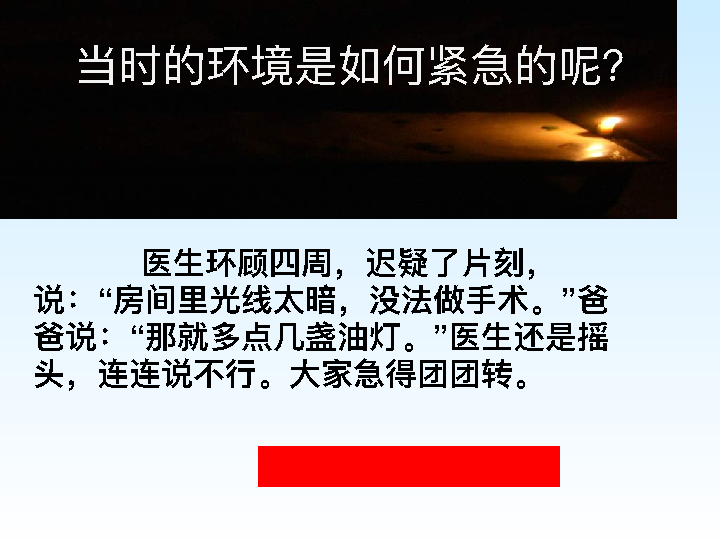 当时的环境是如何紧急的呢？
医生环顾四周，迟疑了片刻，
说：“房间里光线太暗，没法做手术。”爸
爸说：“那就多点几盏油灯。”医生还是摇
头，连连说不行。大家急得团团转。